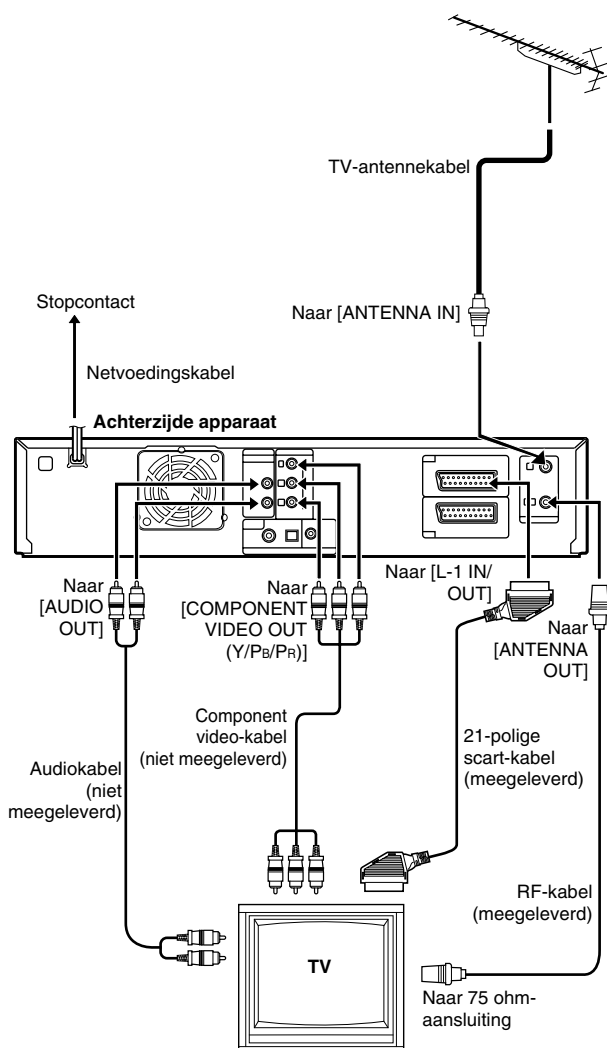 TV-antennekabel
Stopcontact
Naar [ANTENNA IN]
Netvoedingskabel
Achterzijde apparaat
Naar
[AUDIO
OUT]
Naar
[COMPONENT
VIDEO OUT
(Y/PB/PR)]
Naar [L-1 IN/
OUT]
Naar
[ANTENNA
OUT]
Component
video-kabel
(niet meegeleverd)
21-polige
scart-kabel
(meegeleverd)
Audiokabel
(niet
meegeleverd)
RF-kabel
(meegeleverd)
TV
Naar 75 ohm-
aansluiting